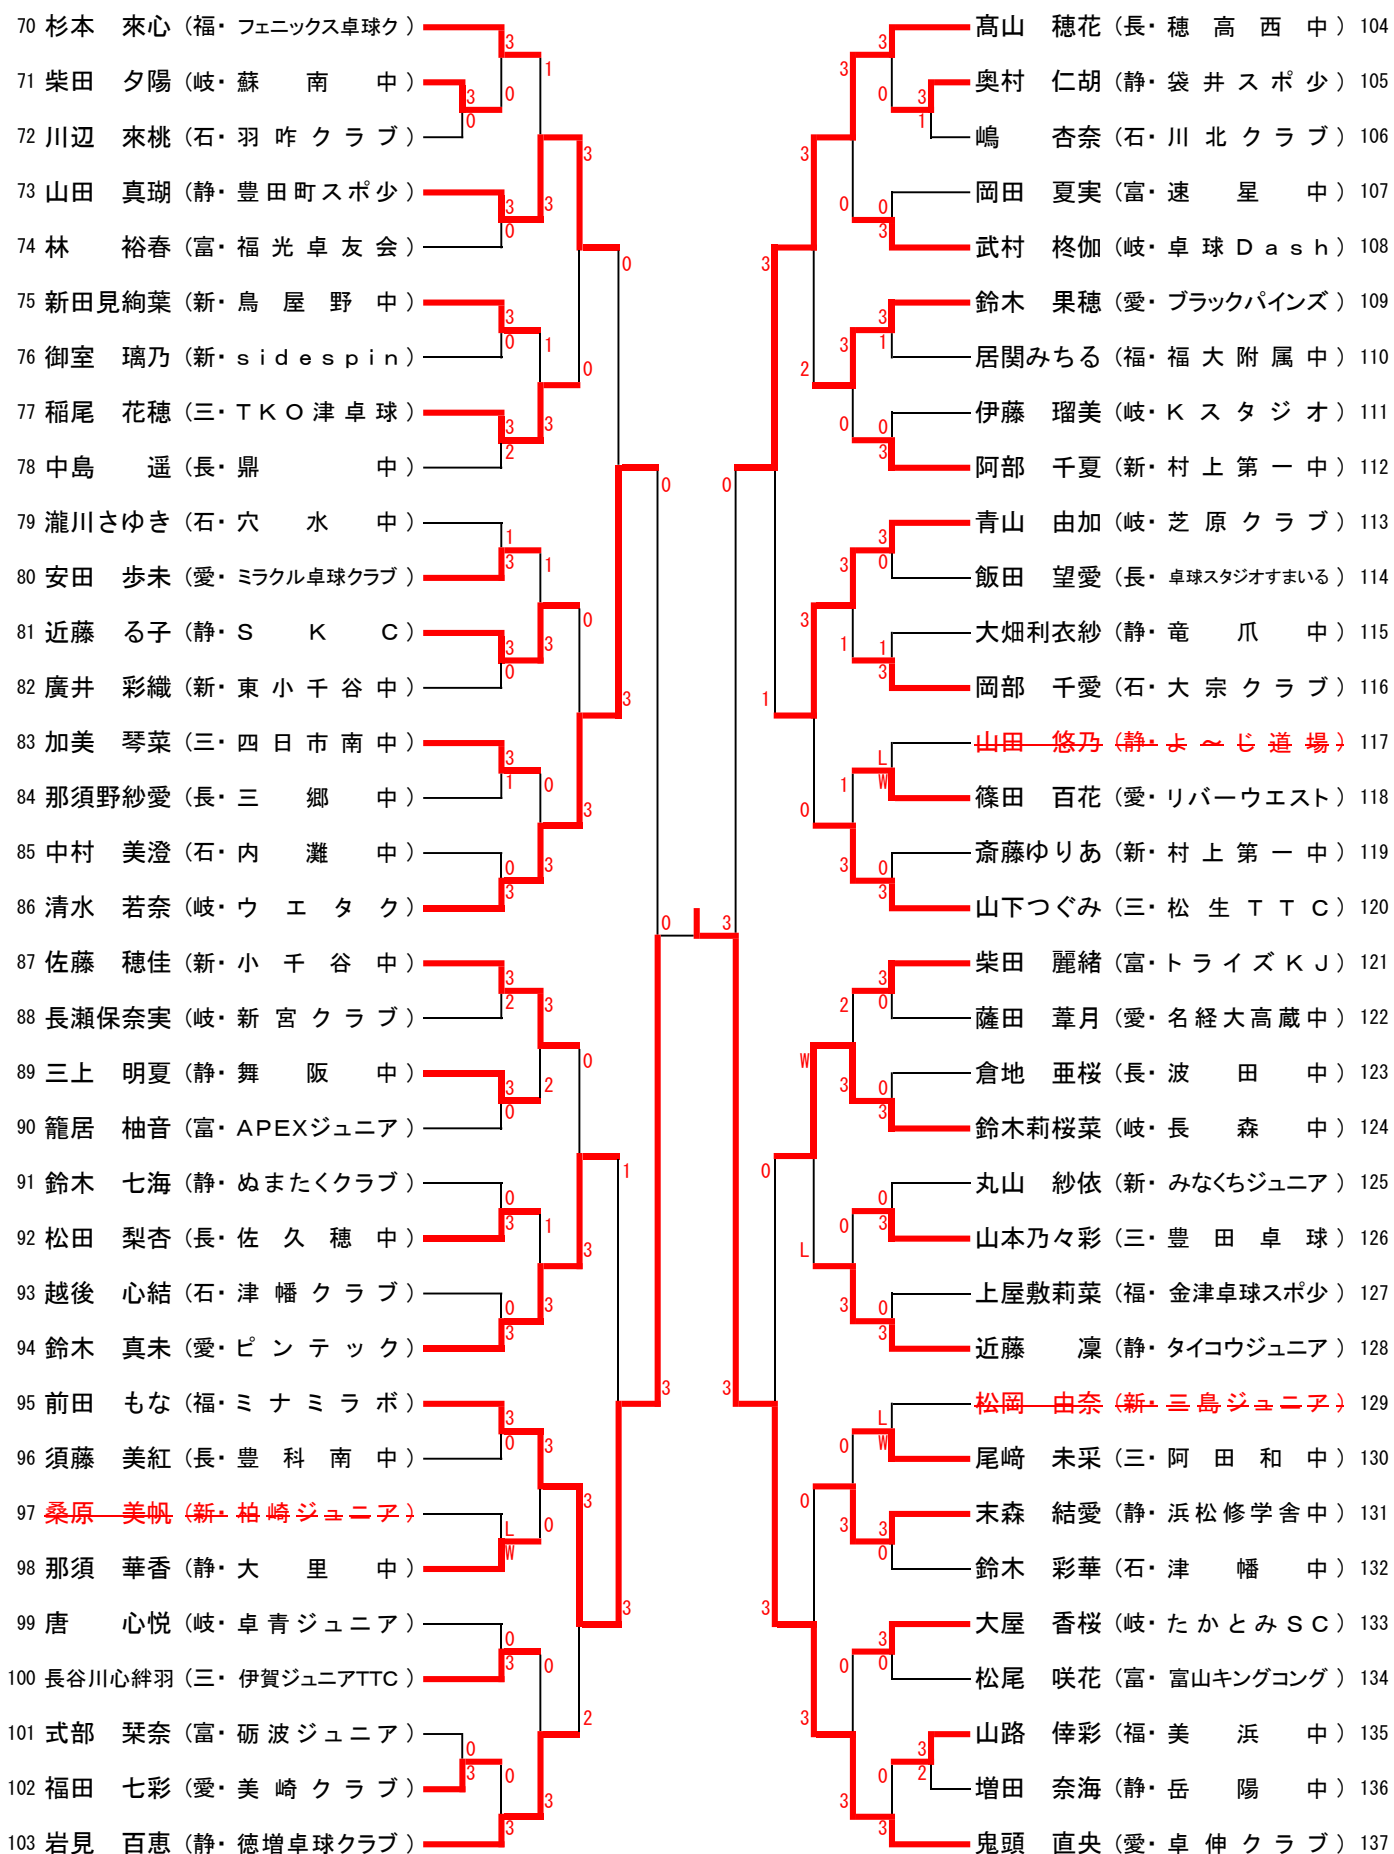 70 杉本 來心 (福・ フェニックス卓球ク )
71 柴田 夕陽 (岐・ 蘇南中 )
72 川辺 來桃 (石・ 羽咋クラブ )
73 山田 真瑚 (静・ 豊田町スポ少 )
74 林 裕春 (富・ 福光卓友会 )
75 新田見絢葉 (新・ 鳥屋野中 )
76 御室 璃乃 (新・ sidespin )
77 稲尾 花穂 (三・ TKO津卓球 )
78 中島 遥 (長・ 鼎中 )
79 瀧川さゆき (石・ 穴水中 )
80 安田 歩未 (愛・ ミラクル卓球クラブ )
81 近藤 る子 (静・ SKC )
82 廣井 彩織 (新・ 東小千谷中 )
83 加美 琴菜 (三・ 四日市南中 )
84 那須野紗愛 (長・ 三郷中 )
85 中村 美澄 (石・ 内灘中 )
86 清水 若奈 (岐・ ウエタク )
87 佐藤 穂佳 (新・ 小千谷中 )
88 長瀬保奈実 (岐・ 新宮クラブ )
89 三上 明夏 (静・ 舞阪中 )
90 籠居 柚音 (富・ APEXジュニア )
91 鈴木 七海 (静・ ぬまたくクラブ )
92 松田 梨杏 (長・ 佐久穂中 )
93 越後 心結 (石・ 津幡クラブ )
94 鈴木 真未 (愛・ ピンテック )
95 前田 もな (福・ ミナミラボ )
96 須藤 美紅 (長・ 豊科南中 )
97 桑原 美帆 (新・ 柏崎ジュニア )
98 那須 華香 (静・ 大里中 )
99 唐 心悦 (岐・ 卓青ジュニア )
100 長谷川心絆羽 (三・ 伊賀ジュニアTTC )
101 式部 栞奈 (富・ 砺波ジュニア )
102 福田 七彩 (愛・ 美崎クラブ )
103 岩見 百恵 (静・ 徳増卓球クラブ )
髙山 穂花 (長・ 穂高西中 ) 104
奥村 仁胡 (静・ 袋井スポ少 ) 105
嶋 杏奈 (石・ 川北クラブ ) 106
岡田 夏実 (富・ 速星中 ) 107
武村 柊伽 (岐・ 卓球Dash ) 108
鈴木 果穂 (愛・ ブラックパインズ ) 109
居関みちる (福・ 福大附属中 ) 110
伊藤 瑠美 (岐・ Kスタジオ ) 111
阿部 千夏 (新・ 村上第一中 ) 112
青山 由加 (岐・ 芝原クラブ ) 113
飯田 望愛 (長・ 卓球スタジオすまいる ) 114
大畑利衣紗 (静・ 竜爪中 ) 115
岡部 千愛 (石・ 大宗クラブ ) 116
山田 悠乃 (静・ よ～じ道場 ) 117
篠田 百花 (愛・ リバーウエスト ) 118
斎藤ゆりあ (新・ 村上第一中 ) 119
山下つぐみ (三・ 松生TTC ) 120
柴田 麗緒 (富・ トライズKJ ) 121
薩田 葦月 (愛・ 名経大高蔵中 ) 122
倉地 亜桜 (長・ 波田中 ) 123
鈴木莉桜菜 (岐・ 長森中 ) 124
丸山 紗依 (新・ みなくちジュニア ) 125
山本乃々彩 (三・ 豊田卓球 ) 126
上屋敷莉菜 (福・ 金津卓球スポ少 ) 127
近藤 凜 (静・ タイコウジュニア ) 128
松岡 由奈 (新・ 三島ジュニア ) 129
尾﨑 未采 (三・ 阿田和中 ) 130
末森 結愛 (静・ 浜松修学舎中 ) 131
鈴木 彩華 (石・ 津幡中 ) 132
大屋 香桜 (岐・ たかとみSC ) 133
松尾 咲花 (富・ 富山キングコング ) 134
山路 倖彩 (福・ 美浜中 ) 135
増田 奈海 (静・ 岳陽中 ) 136
鬼頭 直央 (愛・ 卓伸クラブ ) 137